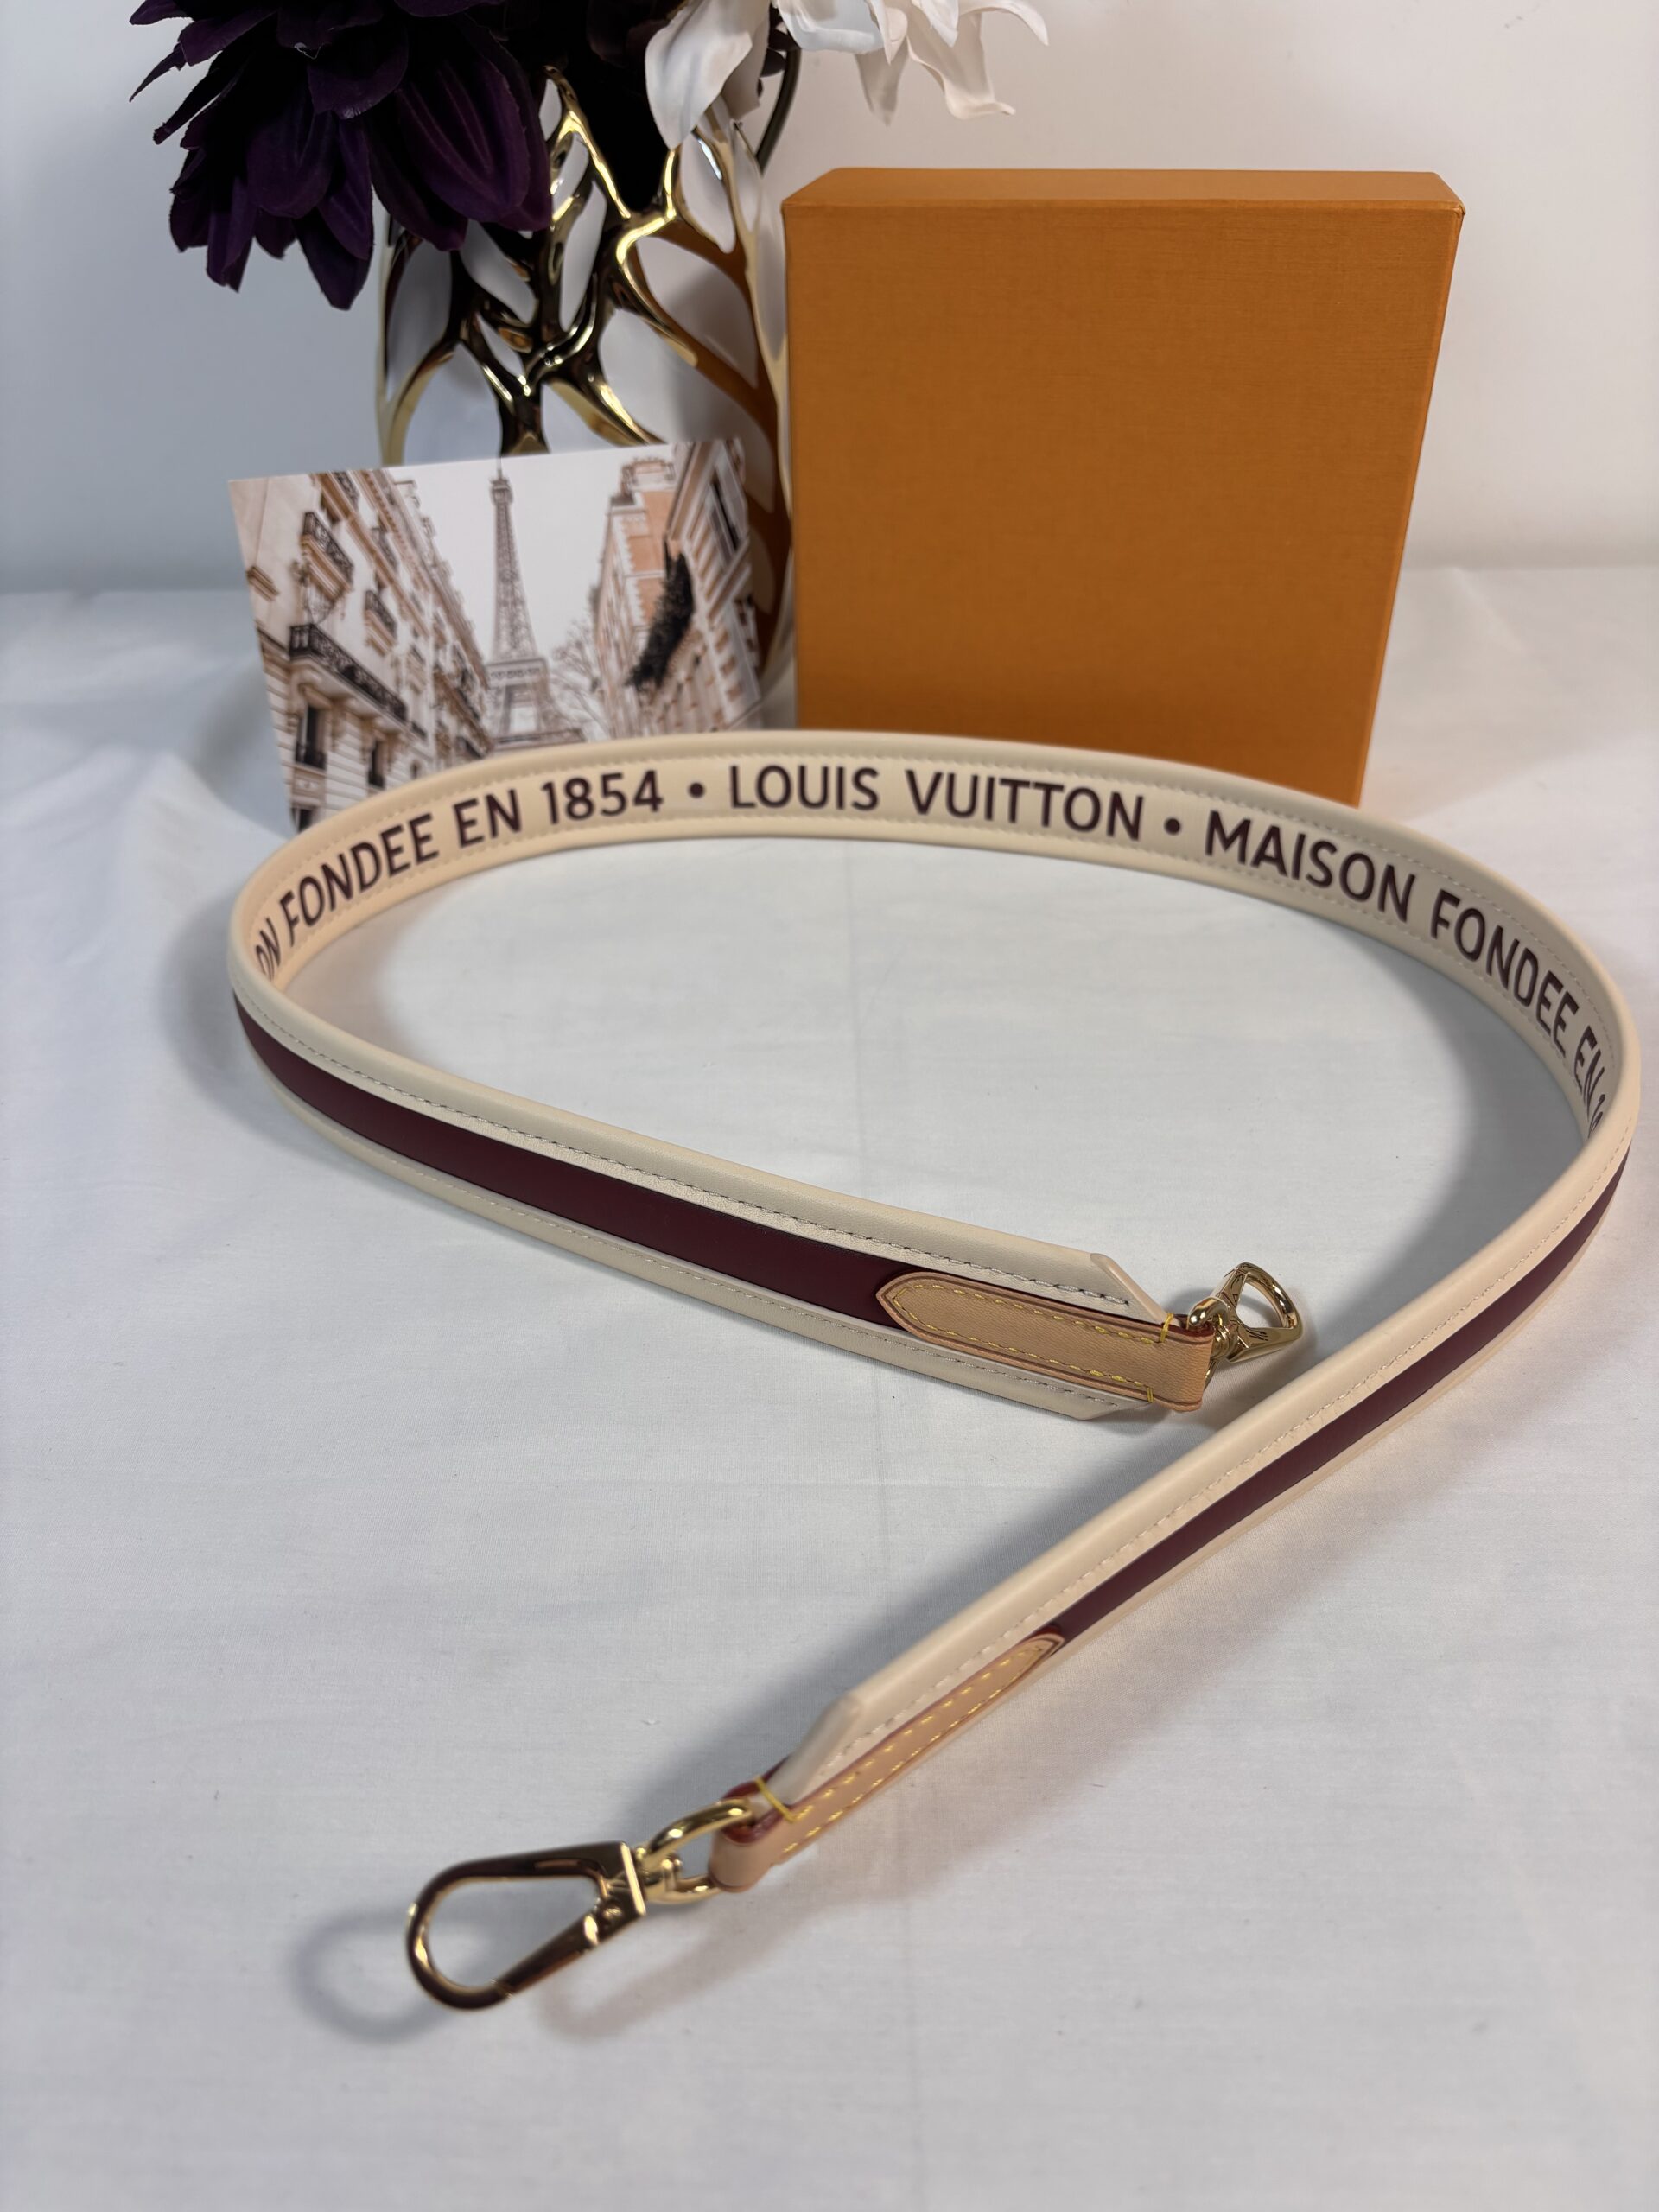 ON FONDEE EN 1854 • LOUIS VUITTON • MAISON FONDEE EN